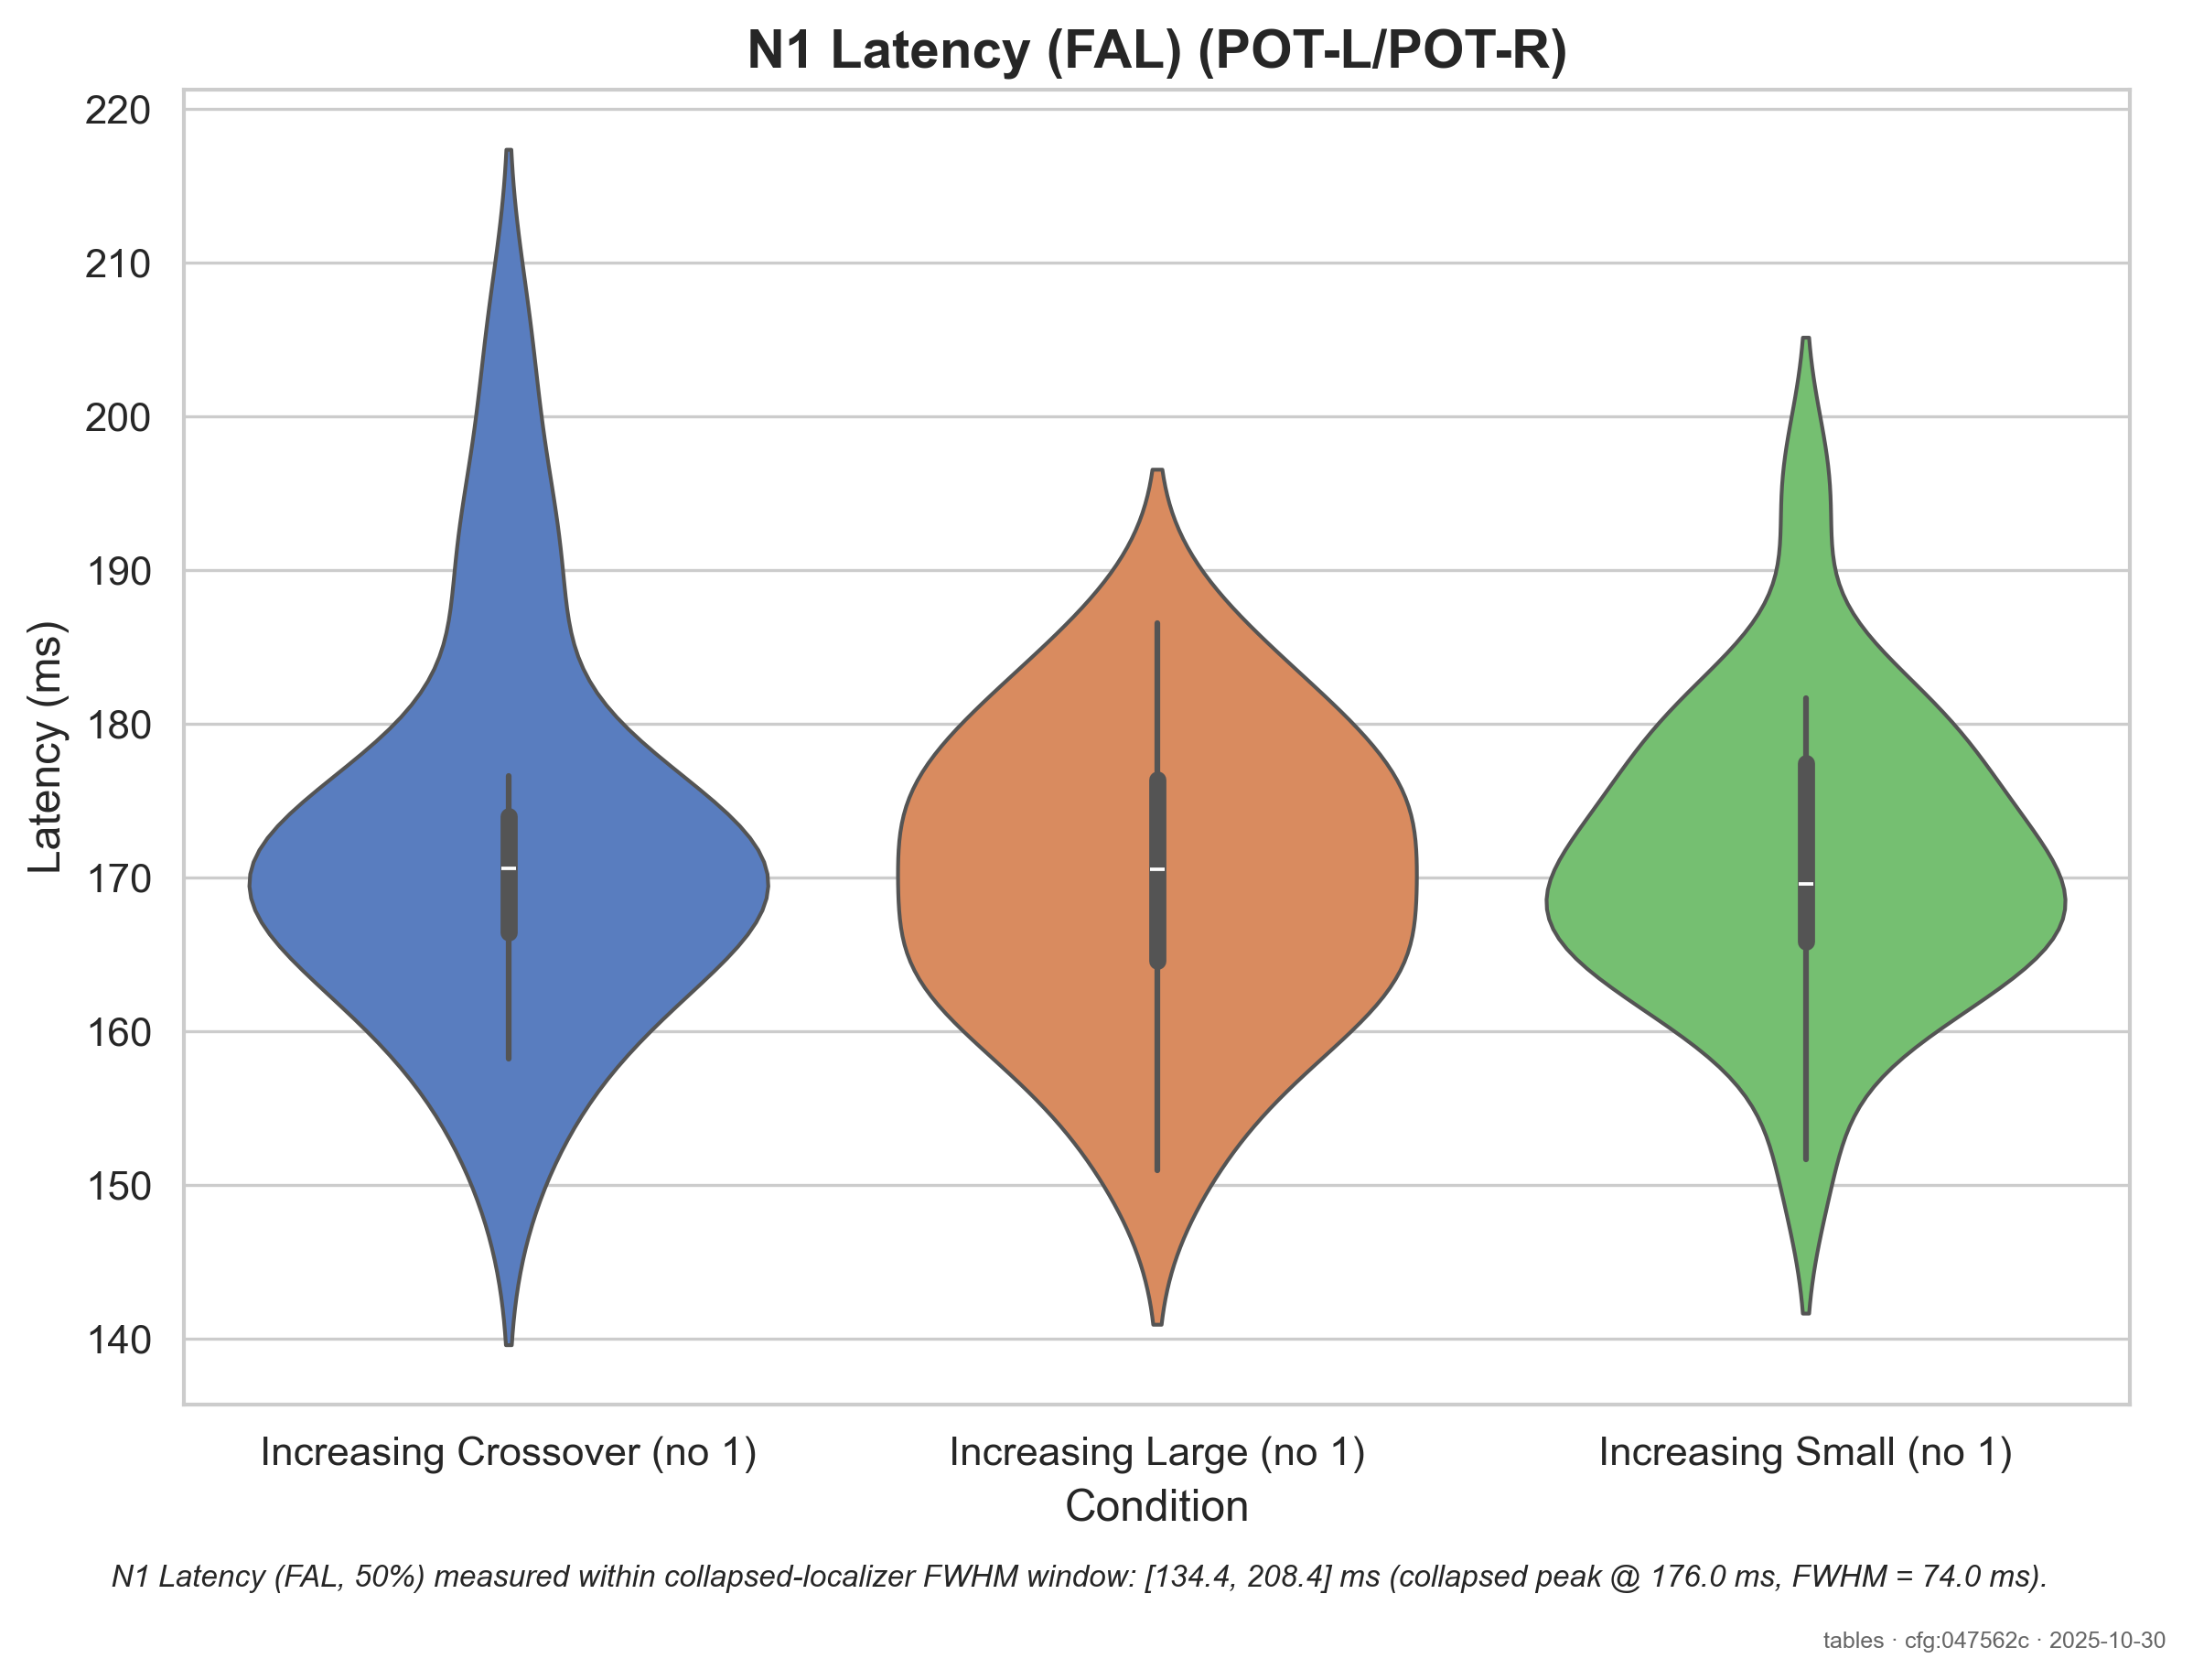 N1 Latency (FAL) (POT-L/POT-R)
220
210
200
190
180
170
160
150
140
Latency (ms)
Increasing Crossover (no 1)
Increasing Large (no 1)
Increasing Small (no 1)
Condition
N1 Latency (FAL, 50%) measured within collapsed-localizer FWHM window: [134.4, 208.4] ms (collapsed peak @ 176.0 ms, FWHM = 74.0 ms).
tables · cfg:047562c · 2025-10-30